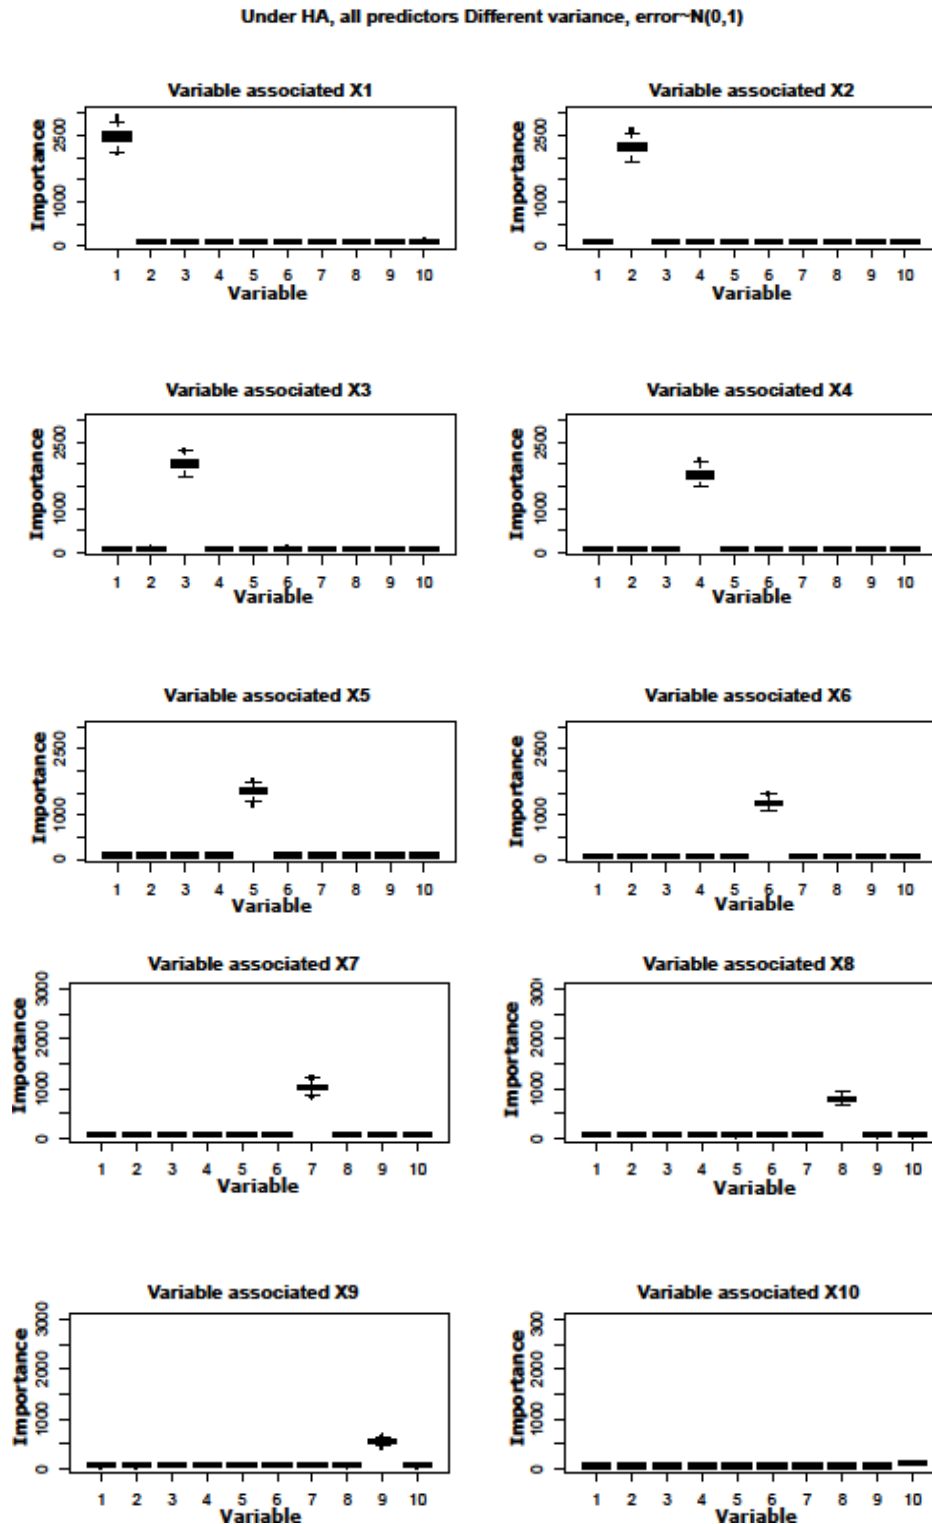 Under HA, all predictors Different variance, error~N(0,1)
Variable associated X1
Importance
2500
1000
0
1 2 3 4 5 6 7 8 9 10
Variable
Variable associated X2
Importance
2500
1000
0
1 2 3 4 5 6 7 8 9 10
Variable
Variable associated X3
Importance
2500
1000
0
1 2 3 4 5 6 7 8 9 10
Variable
Variable associated X4
Importance
2500
1000
0
1 2 3 4 5 6 7 8 9 10
Variable
Variable associated X5
Importance
2500
1000
0
1 2 3 4 5 6 7 8 9 10
Variable
Variable associated X6
Importance
2500
1000
0
1 2 3 4 5 6 7 8 9 10
Variable
Variable associated X7
Importance
3000
2000
1000
0
1 2 3 4 5 6 7 8 9 10
Variable
Variable associated X8
Importance
300
2000
1000
0
1 2 3 4 5 6 7 8 9 10
Variable
Variable associated X9
Importance
3000
2000
1000
0
1 2 3 4 5 6 7 8 9 10
Variable
Variable associated X10
Importance
300
2000
1000
0
1 2 3 4 5 6 7 8 9 10
Variable